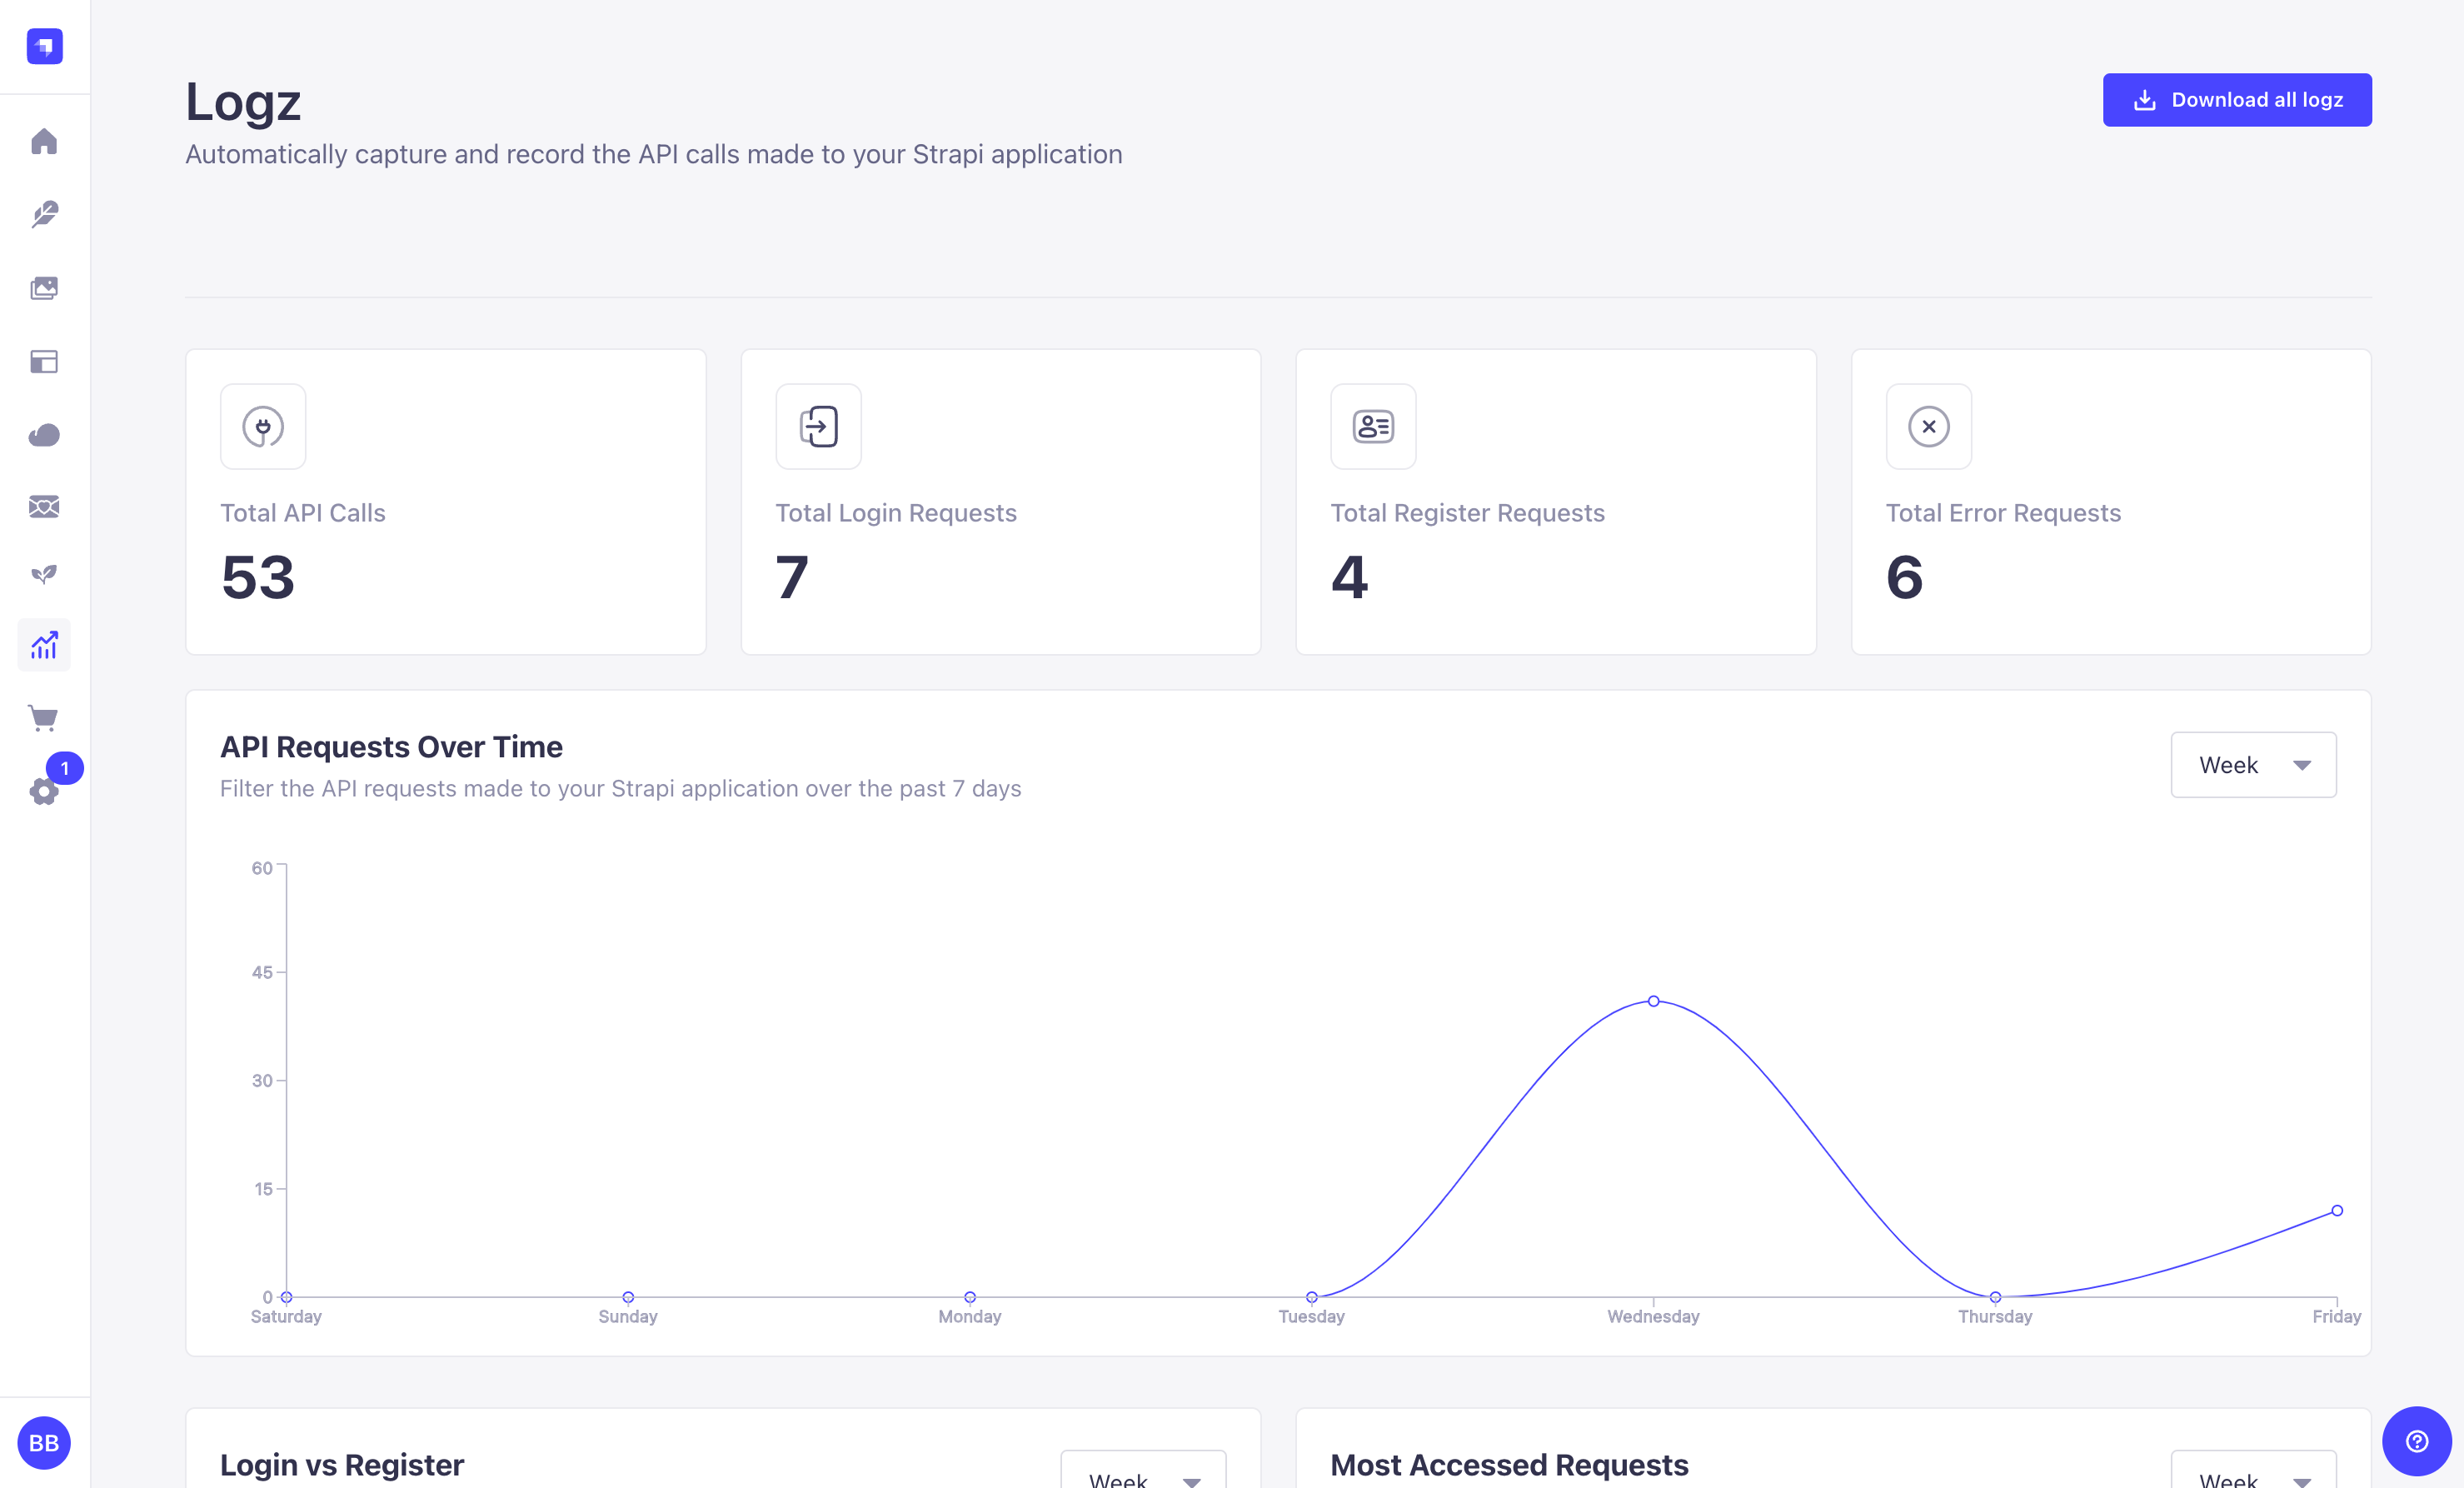 Logz
Download all logz
Automatically capture and record the API calls made to your Strapi application
Total API Calls
53
Total Login Requests
7
Total Register Requests
4
Total Error Requests
6
1
API Requests Over Time
Filter the API requests made to your Strapi application over the past 7 days
Week
60
45
30
15
0
Saturday
Sunday
Monday
Tuesday
Wednesday
Thursday
Friday
BB
Login vs Register
Week
Most Accessed Requests
Week